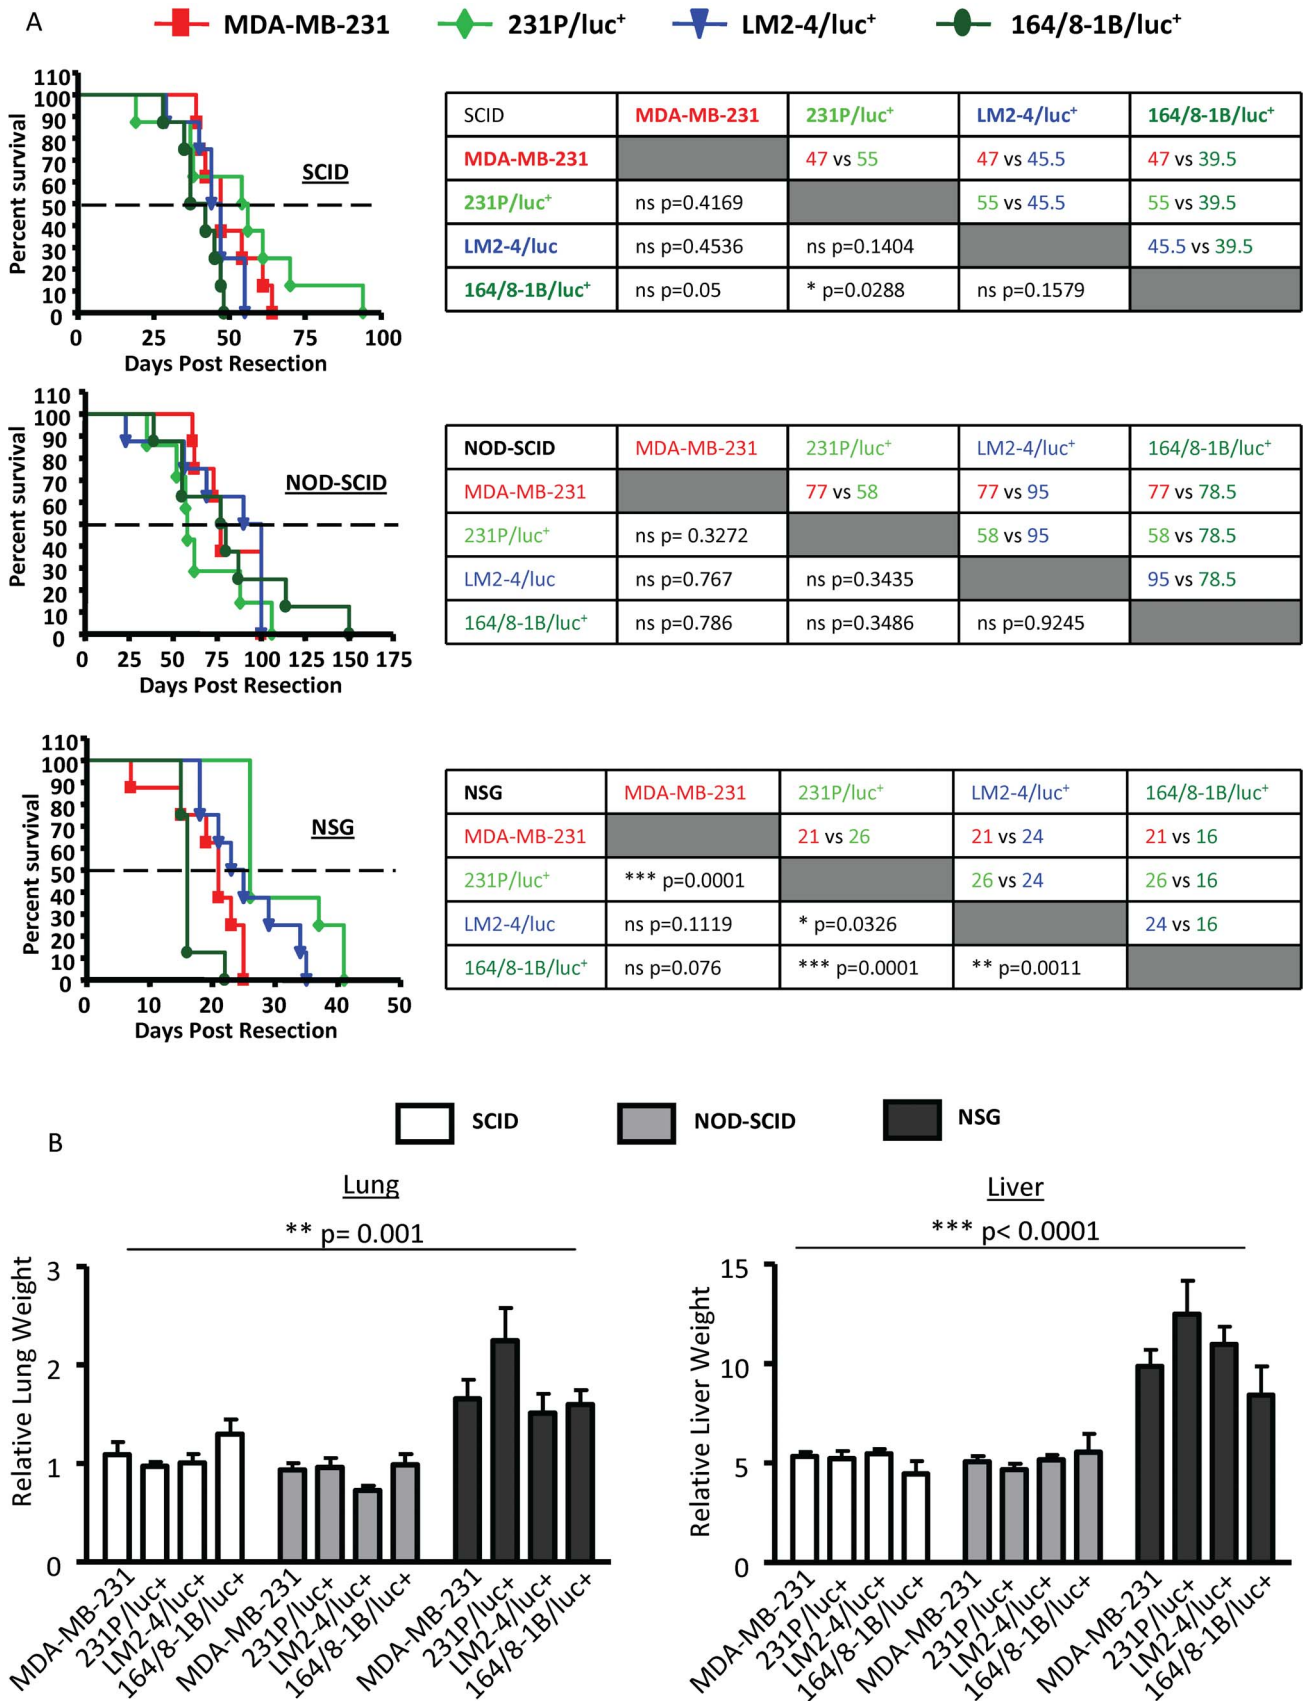 A
MDA-MB-231 231P/luc⁺ LM2-4/luc⁺ 164/8-1B/luc⁺
110
100
90
80
70
60
50
40
30
20
10
0
Percent survival
SCID
0 25 50 75 100
Days Post Resection
SCID MDA-MB-231 231P/luc⁺ LM2-4/luc⁺ 164/8-1B/luc⁺
MDA-MB-231 47 vs 55 47 vs 45.5 47 vs 39.5
231P/luc⁺ ns p=0.4169 55 vs 45.5 55 vs 39.5
LM2-4/luc ns p=0.4536 ns p=0.1404 45.5 vs 39.5
164/8-1B/luc⁺ ns p=0.05 * p=0.0288 ns p=0.1579
110
100
90
80
70
60
50
40
30
20
10
0
Percent survival
NOD-SCID
0 25 50 75 100 125 150 175
Days Post Resection
NOD-SCID MDA-MB-231 231P/luc⁺ LM2-4/luc⁺ 164/8-1B/luc⁺
MDA-MB-231 77 vs 58 77 vs 95 77 vs 78.5
231P/luc⁺ ns p= 0.3272 58 vs 95 58 vs 78.5
LM2-4/luc ns p=0.767 ns p=0.3435 95 vs 78.5
164/8-1B/luc⁺ ns p=0.786 ns p=0.3486 ns p=0.9245
110
100
90
80
70
60
50
40
30
20
10
0
Percent survival
NSG
0 10 20 30 40 50
Days Post Resection
NSG MDA-MB-231 231P/luc⁺ LM2-4/luc⁺ 164/8-1B/luc⁺
MDA-MB-231 21 vs 26 21 vs 24 21 vs 16
231P/luc⁺ *** p=0.0001 26 vs 24 26 vs 16
LM2-4/luc ns p=0.1119 * p=0.0326 24 vs 16
164/8-1B/luc⁺ ns p=0.076 *** p=0.0001 ** p=0.0011
B
SCID NOD-SCID NSG
Lung
** p= 0.001
3
2
1
0
Relative Lung Weight
MDA-MB-231
231P/luc+
LM2-4/luc+
164/8-1B/luc+
MDA-MB-231
231P/luc+
LM2-4/luc+
164/8-1B/luc+
MDA-MB-231
231P/luc+
LM2-4/luc+
164/8-1B/luc+
Liver
*** p< 0.0001
15
10
5
0
Relative Liver Weight
MDA-MB-231
231P/luc+
LM2-4/luc+
164/8-1B/luc+
MDA-MB-231
231P/luc+
LM2-4/luc+
164/8-1B/luc+
MDA-MB-231
231P/luc+
LM2-4/luc+
164/8-1B/luc+